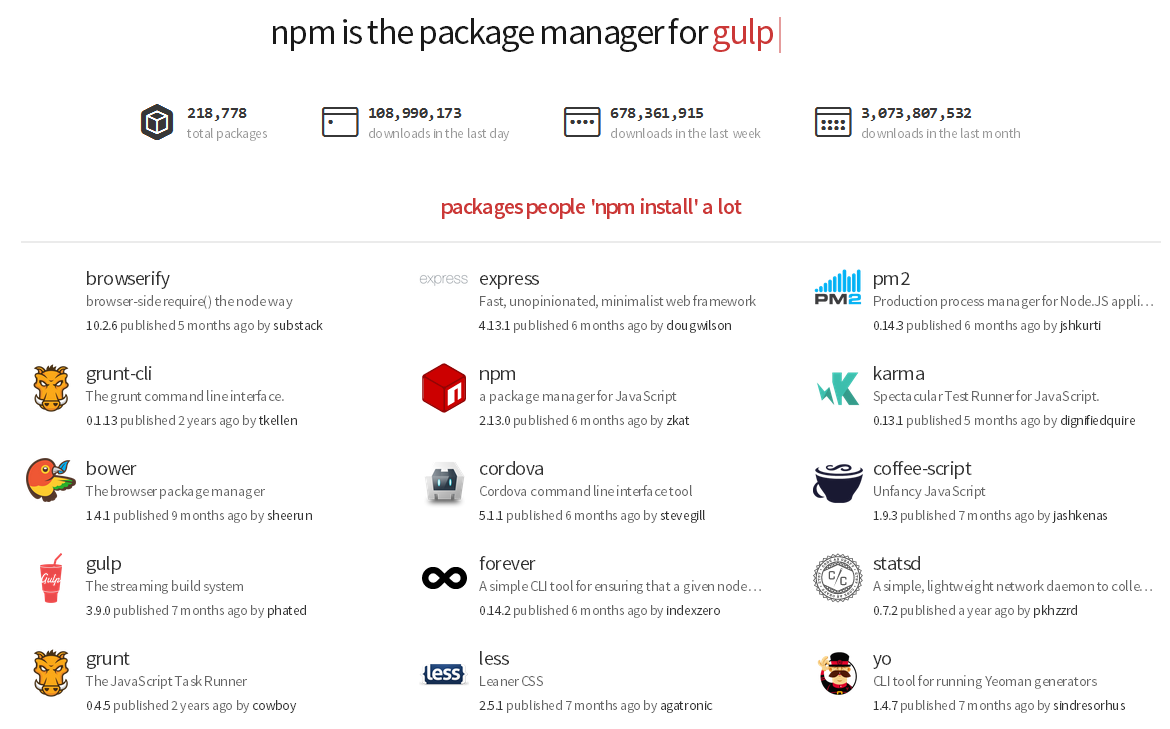 npm is the package manager for gulp
218,778
total packages
108,990,173
downloads in the last day
678,361,915
downloads in the last week
3,073,807,532
downloads in the last month
packages people 'npm install' a lot
browserify
browser-side require() the node way
10.2.6 published 5 months ago by substack
express
express
Fast, unopinionated, minimalist web framework
4.13.1 published 6 months ago by dougwilson
PM2
pm2
Production process manager for Node.JS appli…
0.14.3 published 6 months ago by jshkurti
grunt-cli
The grunt command line interface.
0.1.13 published 2 years ago by tkellen
n
npm
a package manager for JavaScript
2.13.0 published 5 months ago by zkat
K
karma
Spectacular Test Runner for JavaScript.
0.13.1 published 5 months ago by dignifiedquire
bower
The browser package manager
1.4.1 published 9 months ago by sheerun
cordova
Cordova command line interface tool
5.1.1 published 6 months ago by stevegill
coffee-script
Unfancy JavaScript
1.9.3 published 7 months ago by jashkenas
Gulp
gulp
The streaming build system
3.9.0 published 7 months ago by phated
forever
A simple CLI tool for ensuring that a given node…
0.14.2 published 6 months ago by indexzero
C/C
statsd
A simple, lightweight network daemon to colle…
0.7.2 published a year ago by pkhzzrd
grunt
The JavaScript Task Runner
0.4.5 published 2 years ago by cowboy
{less}
less
Leaner CSS
2.5.1 published 7 months ago by agatronic
yo
CLI tool for running Yeoman generators
1.4.7 published 7 months ago by sindresorhus